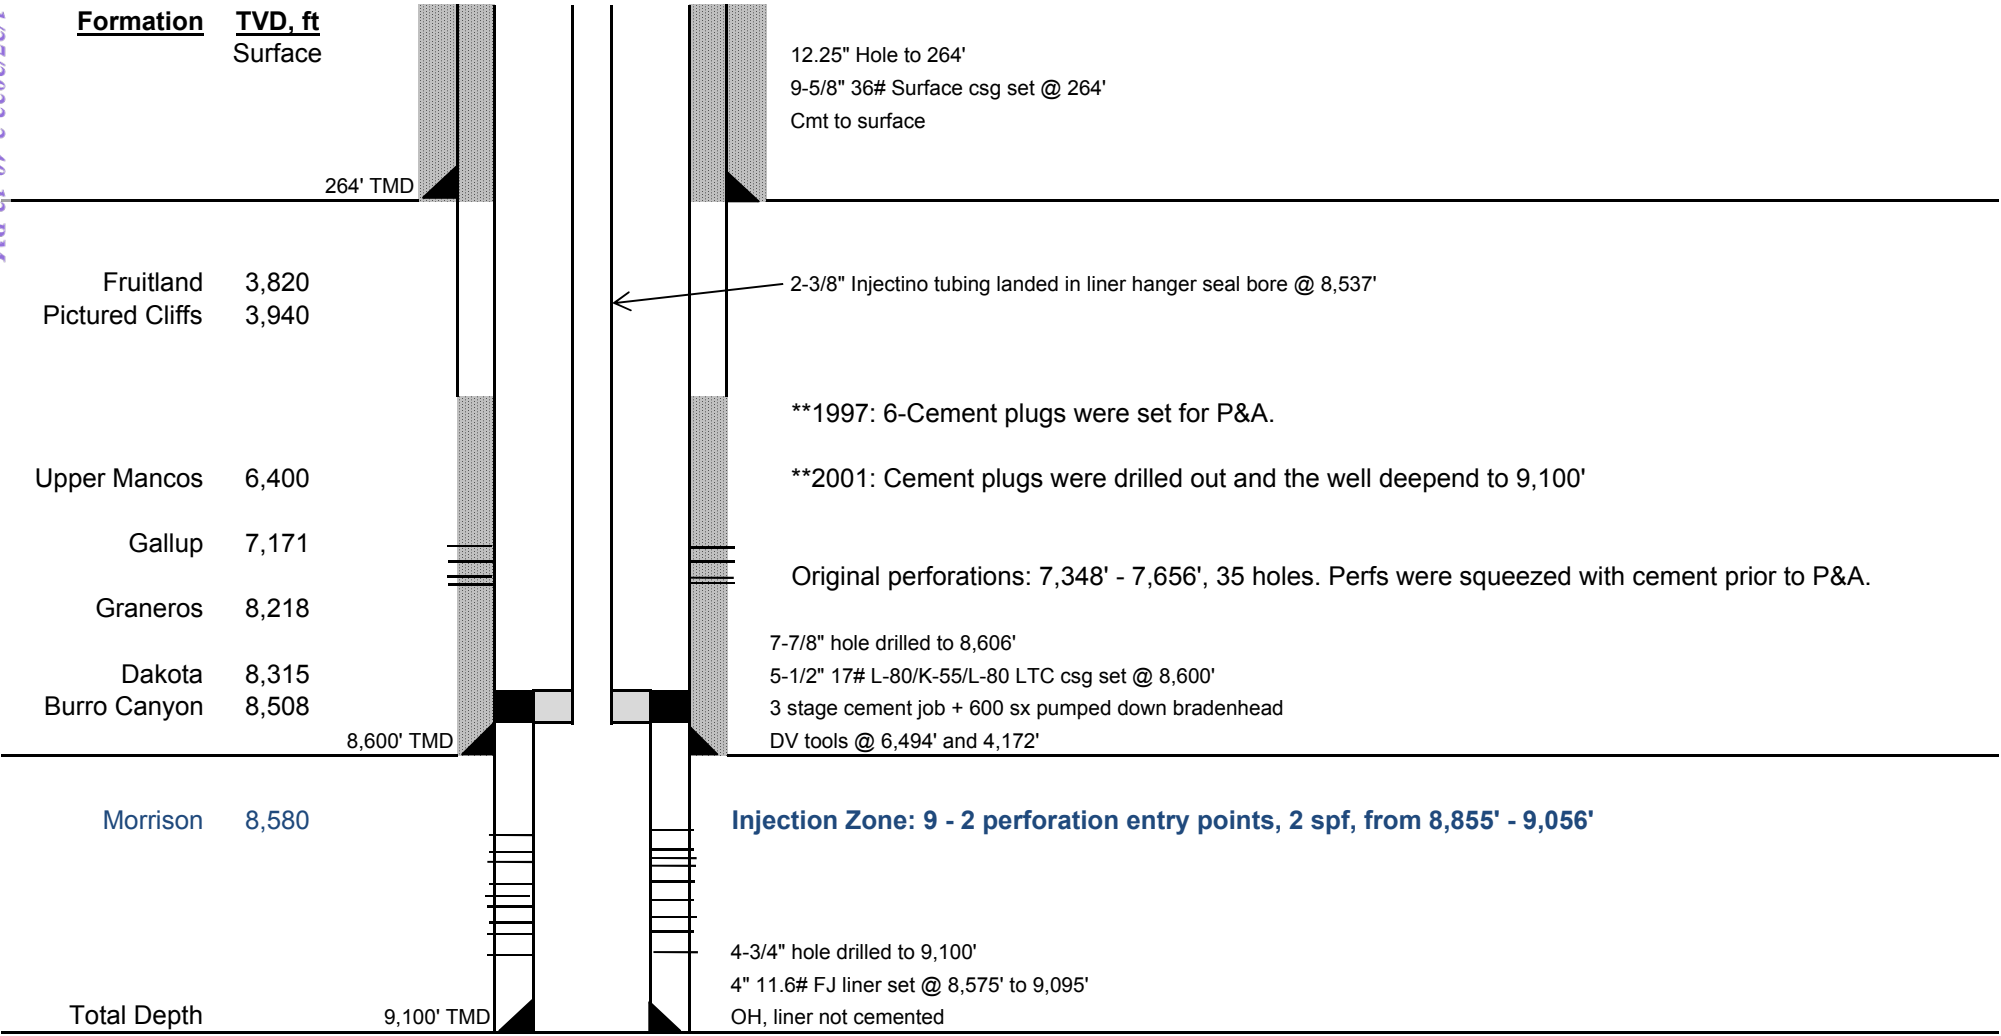 Formation TVD, ft
Surface
12.25" Hole to 264'
9-5/8" 36# Surface csg set @ 264'
Cmt to surface
264' TMD
Fruitland 3,820
2-3/8" Injectino tubing landed in liner hanger seal bore @ 8,537'
Pictured Cliffs 3,940
**1997: 6-Cement plugs were set for P&A.
Upper Mancos 6,400
**2001: Cement plugs were drilled out and the well deepend to 9,100'
Gallup 7,171
Original perforations: 7,348' - 7,656', 35 holes. Perfs were squeezed with cement prior to P&A.
Graneros 8,218
7-7/8" hole drilled to 8,606'
Dakota 8,315
5-1/2" 17# L-80/K-55/L-80 LTC csg set @ 8,600'
Burro Canyon 8,508
3 stage cement job + 600 sx pumped down bradenhead
8,600' TMD
DV tools @ 6,494' and 4,172'
Morrison 8,580
Injection Zone: 9 - 2 perforation entry points, 2 spf, from 8,855' - 9,056'
4-3/4" hole drilled to 9,100'
4" 11.6# FJ liner set @ 8,575' to 9,095'
Total Depth 9,100' TMD
OH, liner not cemented